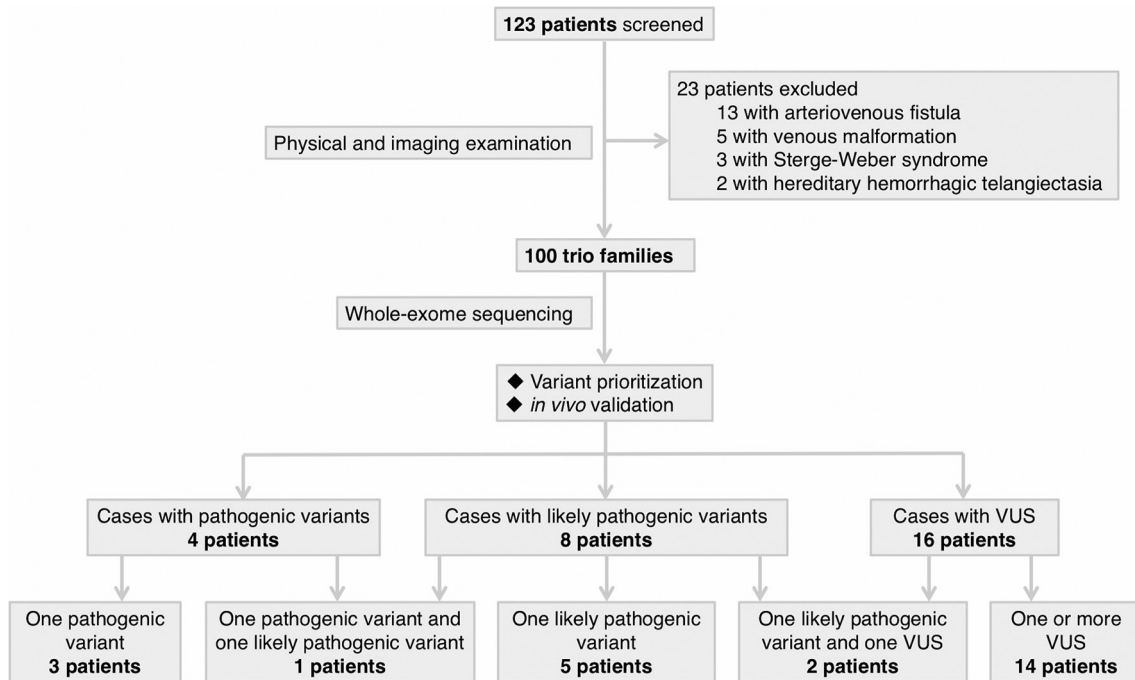 123 patients screened
23 patients excluded
13 with arteriovenous fistula
5 with venous malformation
3 with Sterge-Weber syndrome
2 with hereditary hemorrhagic telangiectasia
Physical and imaging examination
100 trio families
Whole-exome sequencing
◆ Variant prioritization
◆ in vivo validation
Cases with pathogenic variants
4 patients
Cases with likely pathogenic variants
8 patients
Cases with VUS
16 patients
One pathogenic
variant
3 patients
One pathogenic variant and
one likely pathogenic variant
1 patients
One likely pathogenic
variant
5 patients
One likely pathogenic
variant and one VUS
2 patients
One or more
VUS
14 patients